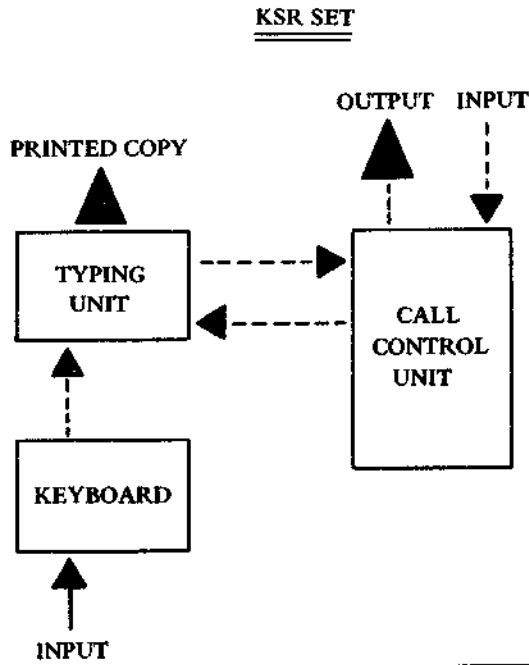 KSR SET
OUTPUT INPUT
PRINTED COPY
TYPING
UNIT
CALL
CONTROL
UNIT
KEYBOARD
INPUT